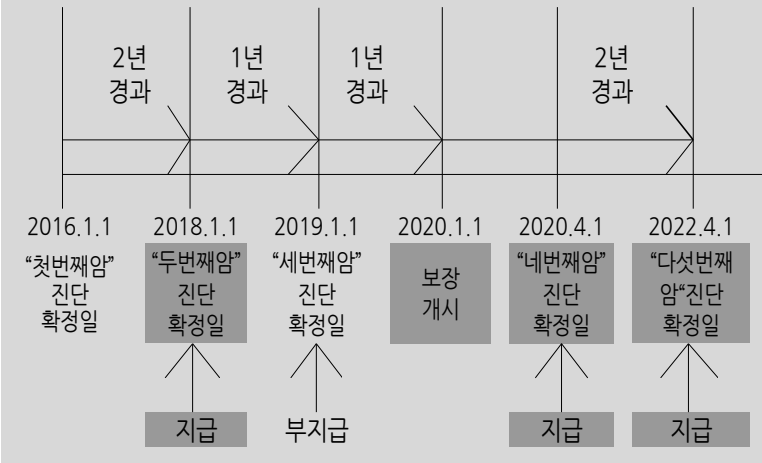 2년
경과
1년
경과
1년
경과
2년
경과
2016.1.1
“첫번째암”
진단
확정일
2018.1.1
“두번째암”
진단
확정일
지급
2019.1.1
“세번째암”
진단
확정일
부지급
2020.1.1
보장
개시
2020.4.1
“네번째암”
진단
확정일
지급
2022.4.1
“다섯번째
암“진단
확정일
지급